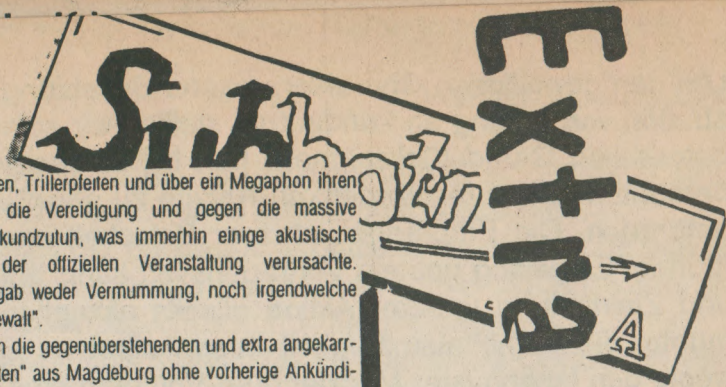 Extra
A
en, Trillerpfeifen und über ein Megaphon ihren
die Vereidigung und gegen die massive
kundzutun, was immerhin einige akustische
der offiziellen Veranstaltung verursachte.
gab weder Vermummung, noch irgendwelche
ewalt".
n die gegenüberstehenden und extra angekarr-
ten" aus Magdeburg ohne vorherige Ankündi-